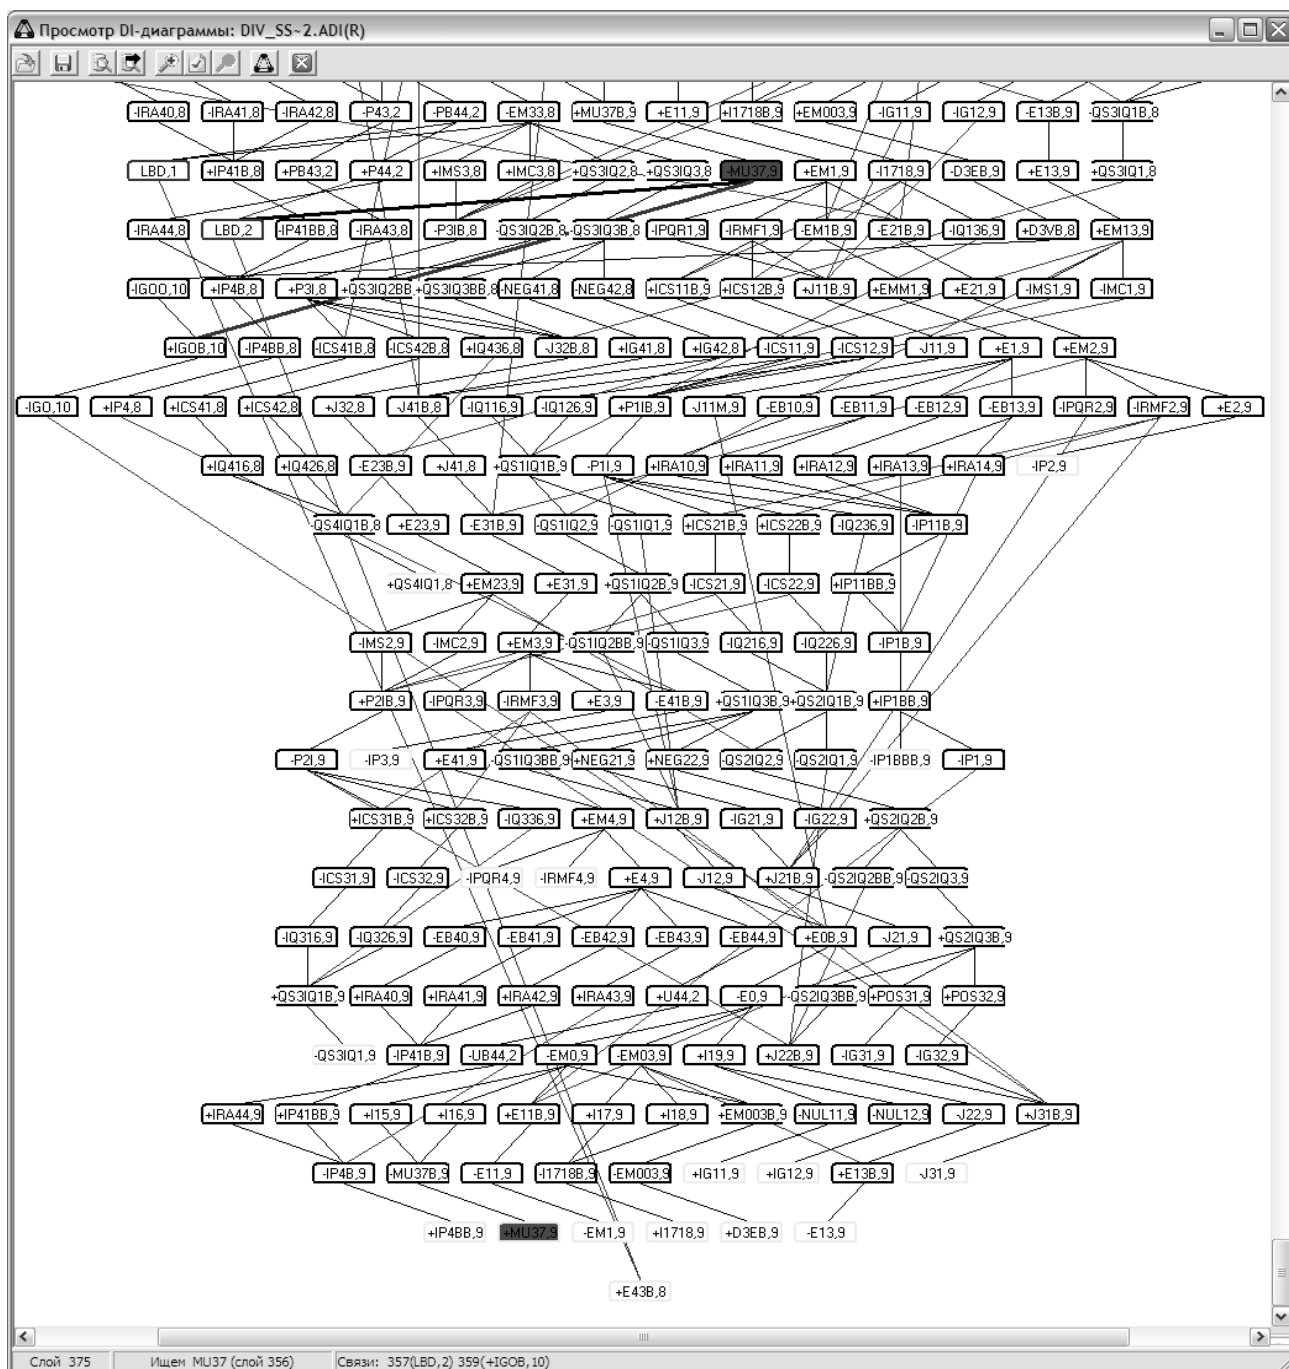 Просмотр DI-диаграммы: DIV_SS~2.ADI(R)
-IRA40,8 -IRA41,8 -IRA42,8 -P43,2 -PB44,2 -EM33,8 +MU37B,9 +E11,9 +I1718B,9 +EM003,9 -IG11,9 -IG12,9 -E13B,9 -QS3IQ1B,8
LBD,1 +IP41B,8 +PB43,2 +P44,2 +IMS3,8 +IMC3,8 +QS3IQ2,8 +QS3IQ3,8 -MU37,9 +EM1,9 -I1718,9 -D3EB,9 +E13,9 +QS3IQ1,8
-IRA44,8 LBD,2 -IP41BB,8 -IRA43,8 -P3IB,8 -QS3IQ2B,8 -QS3IQ3B,8 -IPQR1,9 -IRMF1,9 -EM1B,9 -E21B,9 -IQ136,9 +D3VB,8 +EM13,9
-IGOO,10 +IP4B,8 +P3I,8 +QS3IQ2BB +QS3IQ3BB,8 -NEG41,8 -NEG42,8 +ICS11B,9 +ICS12B,9 +J11B,9 +EMM1,9 +E21,9 -IMS1,9 -IMC1,9
+IGOB,10 -IP4BB,8 -ICS41B,8 -ICS42B,8 +IQ436,8 -J32B,8 +IG41,8 +IG42,8 -ICS11,9 -ICS12,9 -J11,9 +E1,9 +EM2,9
-IGO,10 +IP4,8 +ICS41,8 +ICS42,8 +J32,8 -J41B,8 -IQ116,9 -IQ126,9 +P1IB,9 -J11M,9 -EB10,9 -EB11,9 -EB12,9 -EB13,9 -IPQR2,9 -IRMF2,9 +E2,9
+IQ416,8 +IQ426,8 -E23B,9 +J41,8 +QS1IQ1B,9 -P1I,9 +IRA10,9 +IRA11,9 +IRA12,9 +IRA13,9 +IRA14,9 -IP2,9
-QS4IQ1B,8 +E23,9 -E31B,9 -QS1IQ2,9 -QS1IQ1,9 +ICS21B,9 +ICS22B,9 -IQ236,9 -IP11B,9
+QS4IQ1,8 +EM23,9 +E31,9 +QS1IQ2B,9 -ICS21,9 -ICS22,9 +IP11BB,9
-IMS2,9 -IMC2,9 +EM3,9 -QS1IQ2BB,9 -QS1IQ3,9 -IQ216,9 -IQ226,9 -IP1B,9
+P2IB,9 -IPQR3,9 -IRMF3,9 +E3,9 -E41B,9 +QS1IQ3B,9 +QS2IQ1B,9 +IP1BB,9
-P2I,9 -IP3,9 +E41,9 -QS1IQ3BB,9 +NEG21,9 +NEG22,9 -QS2IQ2,9 -QS2IQ1,9 -IP1BBB,9 -IP1,9
+ICS31B,9 +ICS32B,9 -IQ336,9 +EM4,9 +J12B,9 -IG21,9 -IG22,9 +QS2IQ2B,9
-ICS31,9 -ICS32,9 -IPQR4,9 -IRMF4,9 +E4,9 -J12,9 +J21B,9 -QS2IQ2BB,9 -QS2IQ3,9
-IQ316,9 -IQ326,9 -EB40,9 -EB41,9 -EB42,9 -EB43,9 -EB44,9 +E0B,9 -J21,9 +QS2IQ3B,9
+QS3IQ1B,9 +IRA40,9 +IRA41,9 +IRA42,9 +IRA43,9 +U44,2 -E0,9 -QS2IQ3BB,9 +POS31,9 +POS32,9
-QS3IQ1,9 -IP41B,9 -UB44,2 -EM0,9 -EM03,9 +I19,9 +J22B,9 -IG31,9 -IG32,9
+IRA44,9 +IP41BB,9 +I15,9 +I16,9 +E11B,9 +I17,9 +I18,9 +EM003B,9 -NUL11,9 -NUL12,9 -J22,9 +J31B,9
-IP4B,9 -MU37B,9 -E11,9 -I1718B,9 -EM003,9 +IG11,9 +IG12,9 +E13B,9 -J31,9
+IP4BB,9 +MU37,9 -EM1,9 +I1718,9 +D3EB,9 -E13,9
+E43B,8
Слой 375 Ищем MU37 (слой 356) Связи: 357(LBD,2) 359(+IGOB,10)